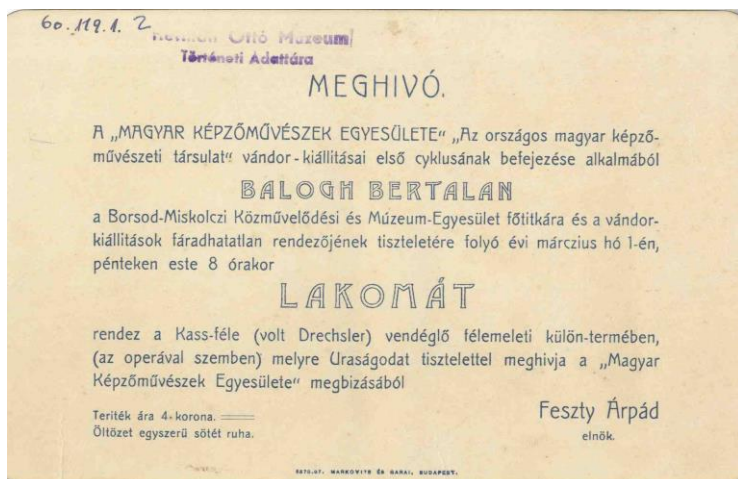 60.119.1. 2
Ottó Muzeum
Történeti Adattára
MEGHIVÓ.
A „MAGYAR KÉPZŐMŰVÉSZEK EGYESÜLETE“ „Az országos magyar képző-
művészeti társulat“ vándor-kiállitásai első cyklusának befejezése alkalmából
BALOGH BERTALAN
a Borsod-Miskolczi Közművelődési és Múzeum-Egyesület főtitkára és a vándor-
kiállitások fáradhatatlan rendezőjének tiszteletére folyó évi márczius hó 1-én,
pénteken este 8 órakor
LAKOMÁT
rendez a Kass-féle (volt Drechsler) vendéglő félemeleti külön-termében,
(az operával szemben) melyre Uraságodat tisztelettel meghivja a „Magyar
Képzőművészek Egyesülete“ megbizásából
Teriték ára 4 korona.
Öltözet egyszerű sötét ruha.
Feszty Árpád
elnök.
MARKOVITS ÉS GARAI, BUDAPEST.